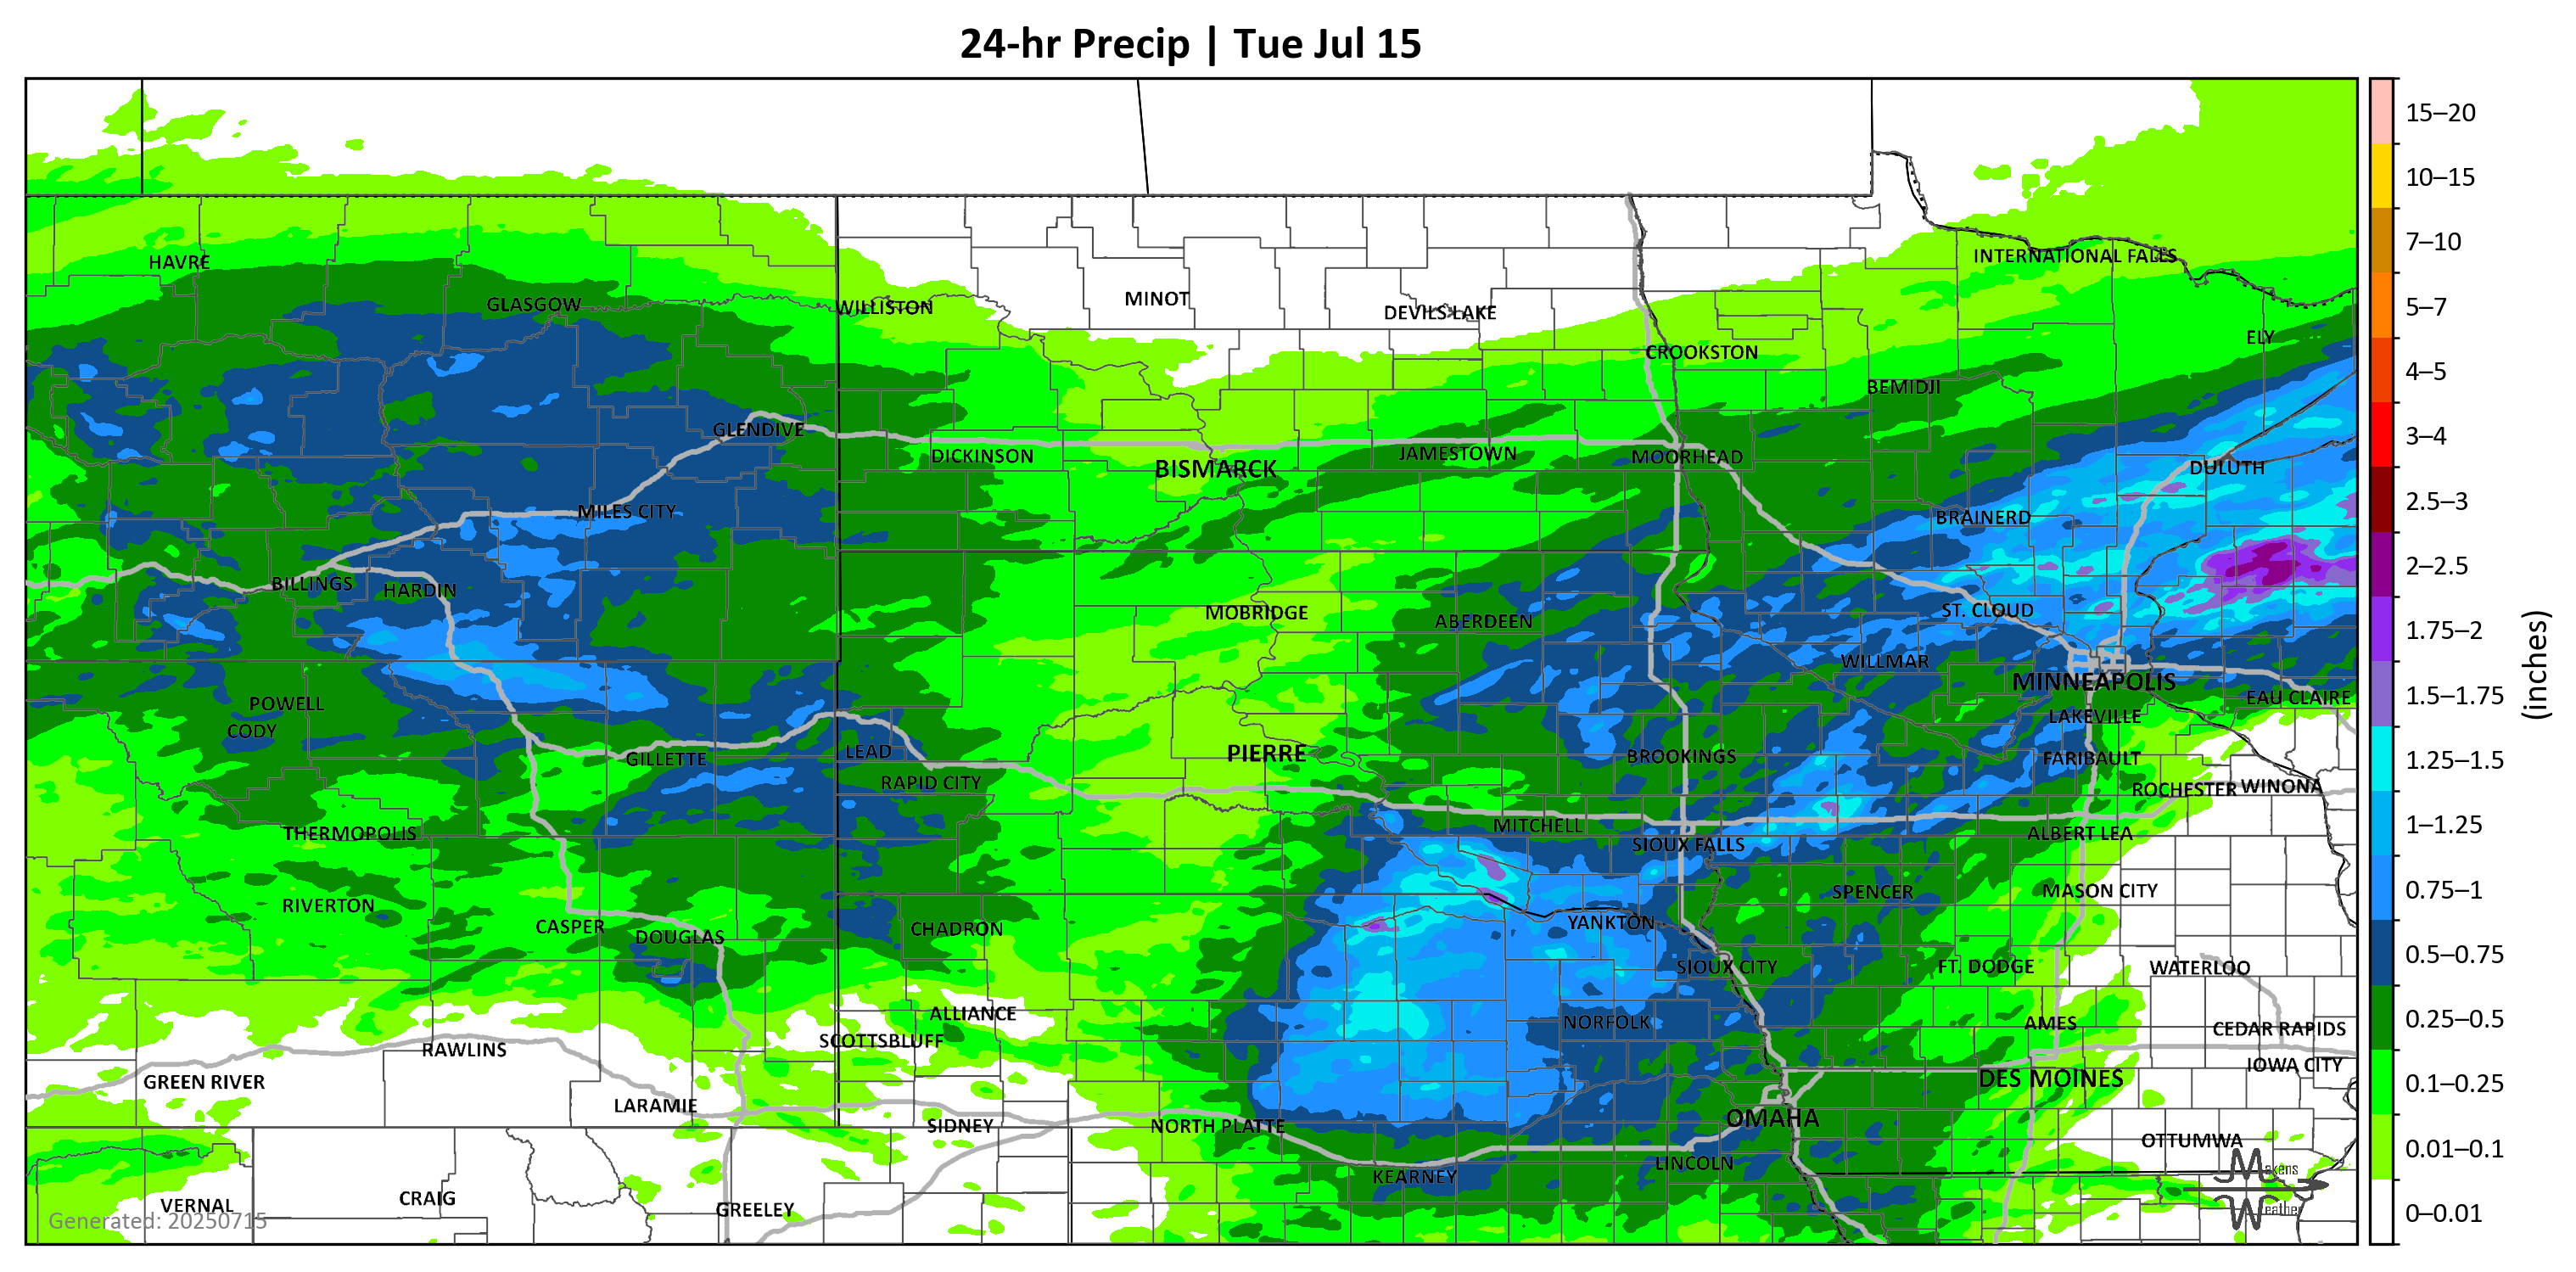 24-hr Precip | Tue Jul 15
HAVRE
GLASGOW
WILLISTON
MINOT
DEVILS LAKE
INTERNATIONAL FALLS
ELY
CROOKSTON
BEMIDJI
GLENDIVE
DICKINSON
BISMARCK
JAMESTOWN
MOORHEAD
DULUTH
MILES CITY
BRAINERD
BILLINGS
HARDIN
MOBRIDGE
ABERDEEN
ST. CLOUD
WILLMAR
MINNEAPOLIS
EAU CLAIRE
POWELL
CODY
LAKEVILLE
GILLETTE
LEAD
RAPID CITY
PIERRE
BROOKINGS
FARIBAULT
ROCHESTER
WINONA
THERMOPOLIS
MITCHELL
SIOUX FALLS
ALBERT LEA
RIVERTON
SPENCER
MASON CITY
CASPER
DOUGLAS
CHADRON
YANKTON
SIOUX CITY
FT. DODGE
WATERLOO
ALLIANCE
SCOTTSBLUFF
NORFOLK
AMES
CEDAR RAPIDS
RAWLINS
GREEN RIVER
DES MOINES
IOWA CITY
LARAMIE
SIDNEY
NORTH PLATTE
OMAHA
OTTUMWA
KEARNEY
LINCOLN
VERNAL
CRAIG
GREELEY
Generated: 20250715
Makens
Weather
15–20
10–15
7–10
5–7
4–5
3–4
2.5–3
2–2.5
1.75–2
1.5–1.75
1.25–1.5
1–1.25
0.75–1
0.5–0.75
0.25–0.5
0.1–0.25
0.01–0.1
0–0.01
(inches)